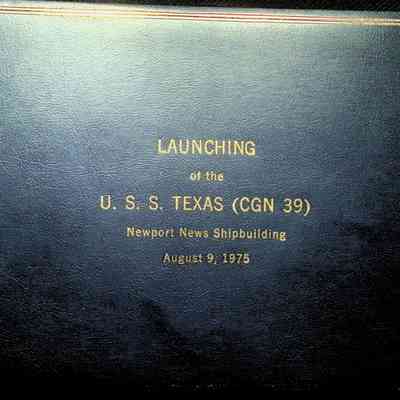 LAUNCHING
of the
U. S. S. TEXAS (CGN 39)
Newport News Shipbuilding
August 9, 1975